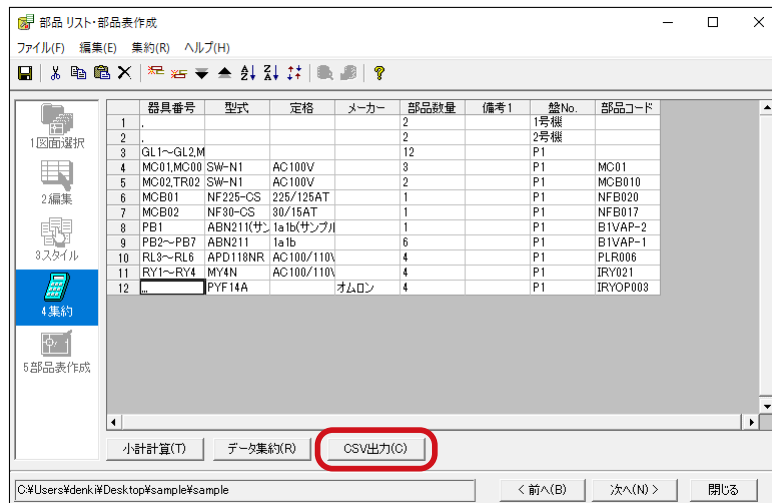 部品リスト・部品表作成
ファイル(F) 編集(E) 集約(R) ヘルプ(H)
器具番号 型式 定格 メーカー 部品数量 備考1 盤No. 部品コード
1 . 2 1号機
2 . 2 2号機
3 GL1～GL2,M 12 P1
4 MC01,MC00 SW-N1 AC100V 3 P1 MC01
5 MC02,TR02 SW-N1 AC100V 2 P1 MCB010
6 MCB01 NF225-CS 225/125AT 1 P1 NFB020
7 MCB02 NF30-CS 30/15AT 1 P1 NFB017
8 PB1 ABN211(サン 1a1b(サンプル 1 P1 B1VAP-2
9 PB2～PB7 ABN211 1a1b 6 P1 B1VAP-1
10 RL3～RL6 APD118NR AC100/110V 4 P1 PLR006
11 RY1～RY4 MY4N AC100/110V 4 P1 IRY021
12 ... PYF14A オムロン 4 P1 IRYOP003
1図面選択
2編集
3スタイル
4集約
5部品表作成
小計計算(T) データ集約(R) CSV出力(C)
C:¥Users¥denki¥Desktop¥sample¥sample
< 前へ(B) 次へ(N) > 閉じる